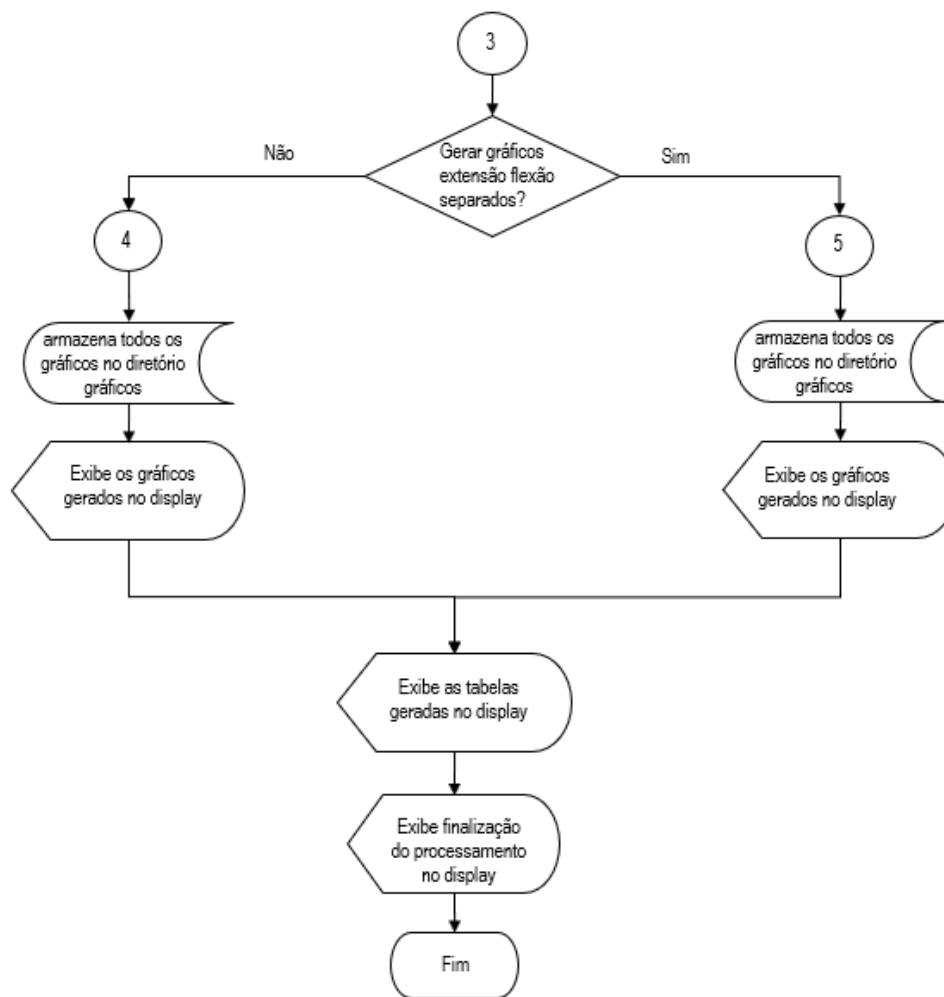 3
Não
Gerar gráficos
extensão flexão
separados?
Sim
4
5
armazena todos os
gráficos no diretório
gráficos
armazena todos os
gráficos no diretório
gráficos
Exibe os gráficos
gerados no display
Exibe os gráficos
gerados no display
Exibe as tabelas
geradas no display
Exibe finalização
do processamento
no display
Fim